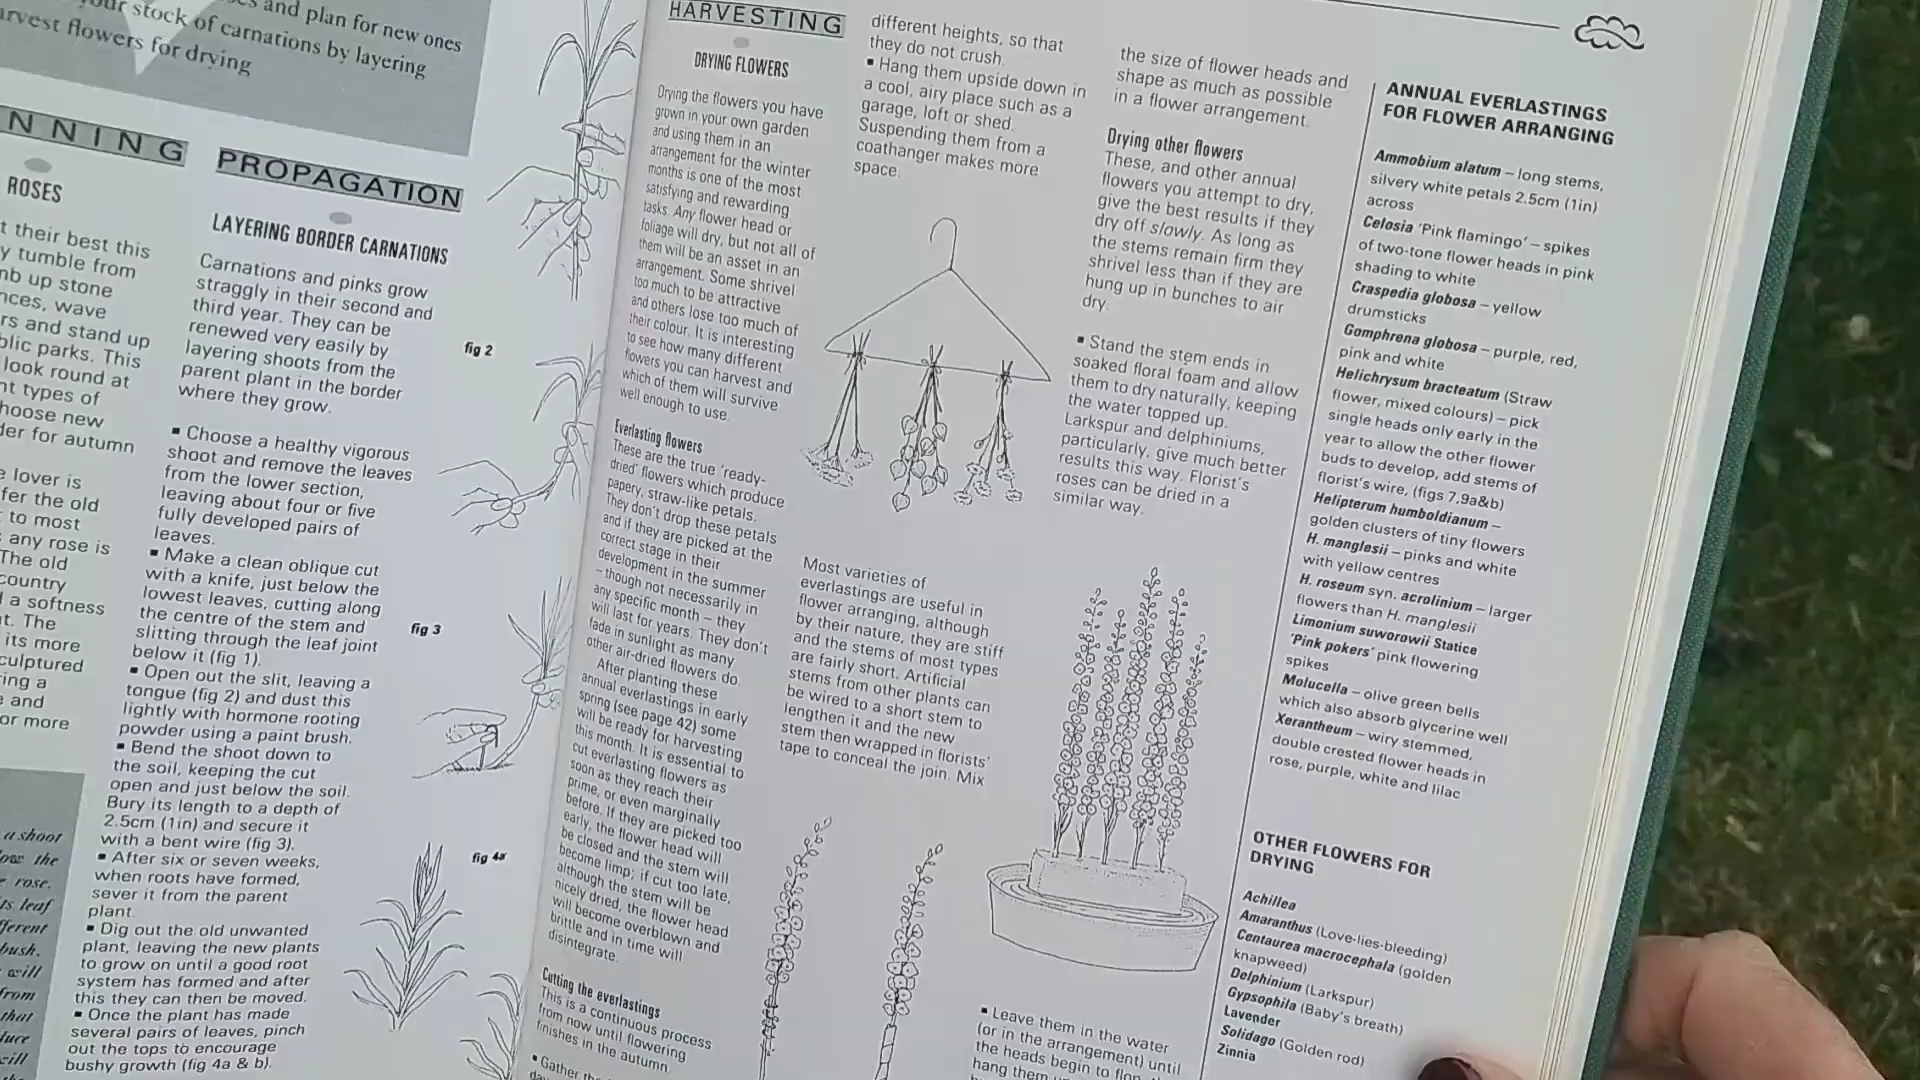 your stock of carnations by layering
and plan for new ones
harvest flowers for drying
NNING
ROSES
t their best this
y tumble from
mb up stone
nces, wave
rs and stand up
blic parks. This
look round at
nt types of
hoose new
der for autumn
e lover is
fer the old
to most
any rose is
The old
country
a softness
t. The
its more
culptured
ring a
and
or more
a shoot
low the
rose.
ts leaf
fferent
bush.
will
from
that
duce
will
PROPAGATION
LAYERING BORDER CARNATIONS
Carnations and pinks grow
straggly in their second and
third year. They can be
renewed very easily by
layering shoots from the
parent plant in the border
where they grow.
▪ Choose a healthy vigorous
shoot and remove the leaves
from the lower section,
leaving about four or five
fully developed pairs of
leaves.
▪ Make a clean oblique cut
with a knife, just below the
lowest leaves, cutting along
the centre of the stem and
slitting through the leaf joint
below it (fig 1).
▪ Open out the slit, leaving a
tongue (fig 2) and dust this
lightly with hormone rooting
powder using a paint brush.
▪ Bend the shoot down to
the soil, keeping the cut
open and just below the soil.
Bury its length to a depth of
2.5cm (1in) and secure it
with a bent wire (fig 3).
▪ After six or seven weeks,
when roots have formed,
sever it from the parent
plant.
▪ Dig out the old unwanted
plant, leaving the new plants
to grow on until a good root
system has formed and after
this they can then be moved.
▪ Once the plant has made
several pairs of leaves, pinch
out the tops to encourage
bushy growth (fig 4a & b).
fig 2
fig 3
fig 4a
HARVESTING
DRYING FLOWERS
Drying the flowers you have
grown in your own garden
and using them in an
arrangement for the winter
months is one of the most
satisfying and rewarding
tasks. Any flower head or
foliage will dry, but not all of
them will be an asset in an
arrangement. Some shrivel
too much to be attractive
and others lose too much of
their colour. It is interesting
to see how many different
flowers you can harvest and
which of them will survive
well enough to use.
Everlasting flowers
These are the true 'ready-
dried' flowers which produce
papery, straw-like petals.
They don't drop these petals
and if they are picked at the
correct stage in their
development in the summer
– though not necessarily in
any specific month – they
will last for years. They don't
fade in sunlight as many
other air-dried flowers do.
After planting these
annual everlastings in early
spring (see page 42) some
will be ready for harvesting
this month. It is essential to
cut everlasting flowers as
soon as they reach their
prime, or even marginally
before. If they are picked too
early, the flower head will
be closed and the stem will
become limp; if cut too late,
although the stem will be
nicely dried, the flower head
will become overblown and
brittle and in time will
disintegrate.
Cutting the everlastings
This is a continuous process
from now until flowering
finishes in the autumn.
▪ Gather
different heights, so that
they do not crush.
▪ Hang them upside down in
a cool, airy place such as a
garage, loft or shed.
Suspending them from a
coathanger makes more
space.
Most varieties of
everlastings are useful in
flower arranging, although
by their nature, they are stiff
and the stems of most types
are fairly short. Artificial
stems from other plants can
be wired to a short stem to
lengthen it and the new
stem then wrapped in florists'
tape to conceal the join. Mix
the size of flower heads and
shape as much as possible
in a flower arrangement.
Drying other flowers
These, and other annual
flowers you attempt to dry,
give the best results if they
dry off slowly. As long as
the stems remain firm they
shrivel less than if they are
hung up in bunches to air
dry.
▪ Stand the stem ends in
soaked floral foam and allow
them to dry naturally, keeping
the water topped up.
Larkspur and delphiniums,
particularly, give much better
results this way. Florist's
roses can be dried in a
similar way.
▪ Leave them in the water
(or in the arrangement) until
the heads begin to flop,
hang them
ANNUAL EVERLASTINGS
FOR FLOWER ARRANGING
Ammobium alatum – long stems,
silvery white petals 2.5cm (1in)
across
Celosia 'Pink flamingo' – spikes
of two-tone flower heads in pink
shading to white
Craspedia globosa – yellow
drumsticks
Gomphrena globosa – purple, red,
pink and white
Helichrysum bracteatum (Straw
flower, mixed colours) – pick
single heads only early in the
year to allow the other flower
buds to develop, add stems of
florist's wire, (figs 7,9a&b)
Helipterum humboldianum –
golden clusters of tiny flowers
H. manglesii – pinks and white
with yellow centres
H. roseum syn. acrolinium – larger
flowers than H. manglesii
Limonium suworowii Statice
'Pink pokers' pink flowering
spikes
Molucella – olive green bells
which also absorb glycerine well
Xerantheum – wiry stemmed,
double crested flower heads in
rose, purple, white and lilac
OTHER FLOWERS FOR
DRYING
Achillea
Amaranthus (Love-lies-bleeding)
Centaurea macrocephala (golden
knapweed)
Delphinium (Larkspur)
Gypsophila (Baby's breath)
Lavender
Solidago (Golden rod)
Zinnia